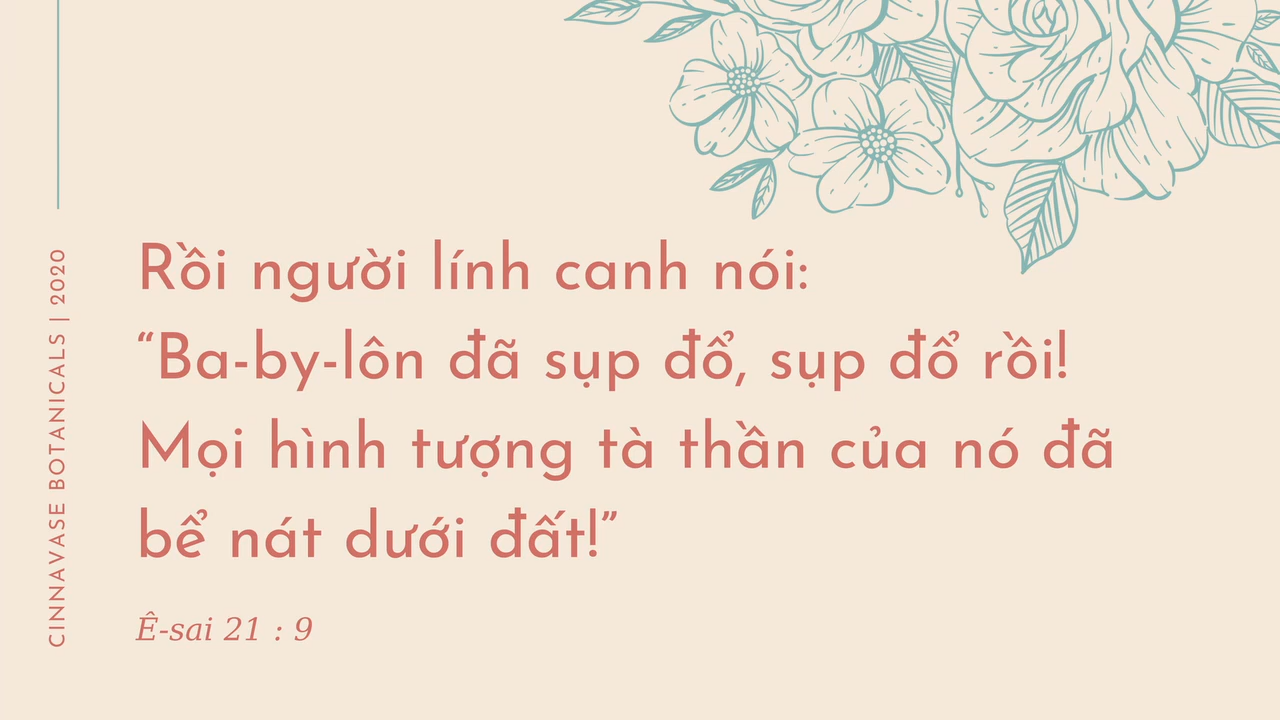 CINNAVASE BOTANICALS | 2020
Rồi người lính canh nói:
“Ba-by-lôn đã sụp đổ, sụp đổ rồi!
Mọi hình tượng tà thần của nó đã
bể nát dưới đất!”
Ê-sai 21 : 9